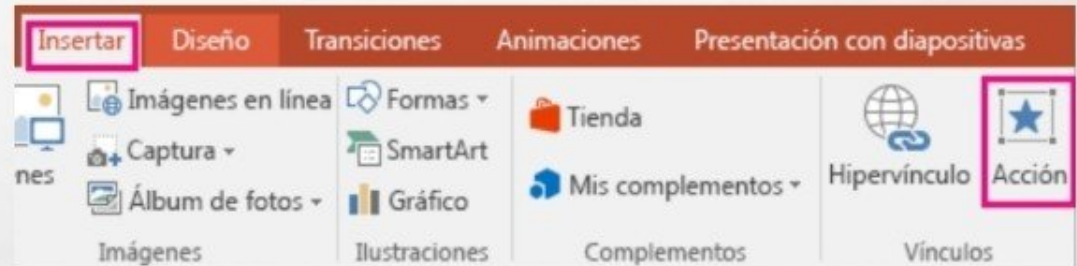 Insertar Diseño Transiciones Animaciones Presentación con diapositivas
Imágenes en línea Formas
Tienda
Captura SmartArt
nes Mis complementos Hipervínculo Acción
Álbum de fotos Gráfico
Imágenes Ilustraciones Complementos Vínculos